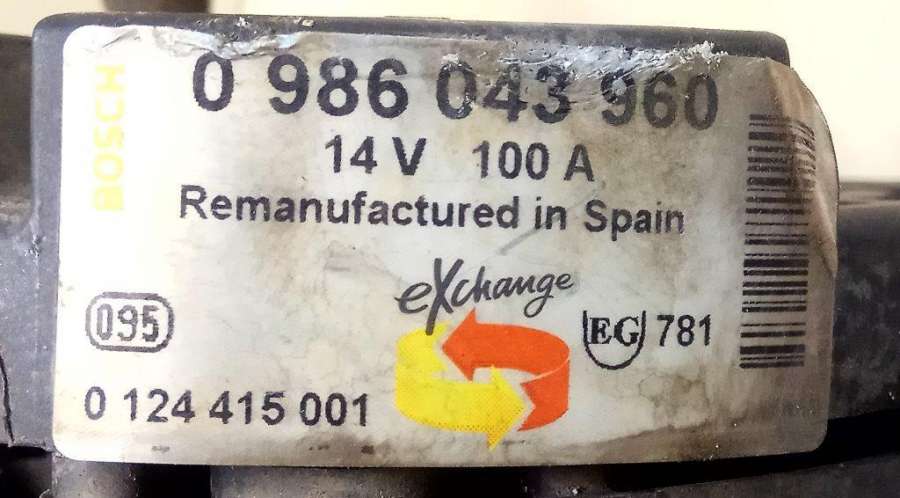 BOSCH
0 986 043 960
14 V 100 A
Remanufactured in Spain
eXchange
095
EG 781
0 124 415 001